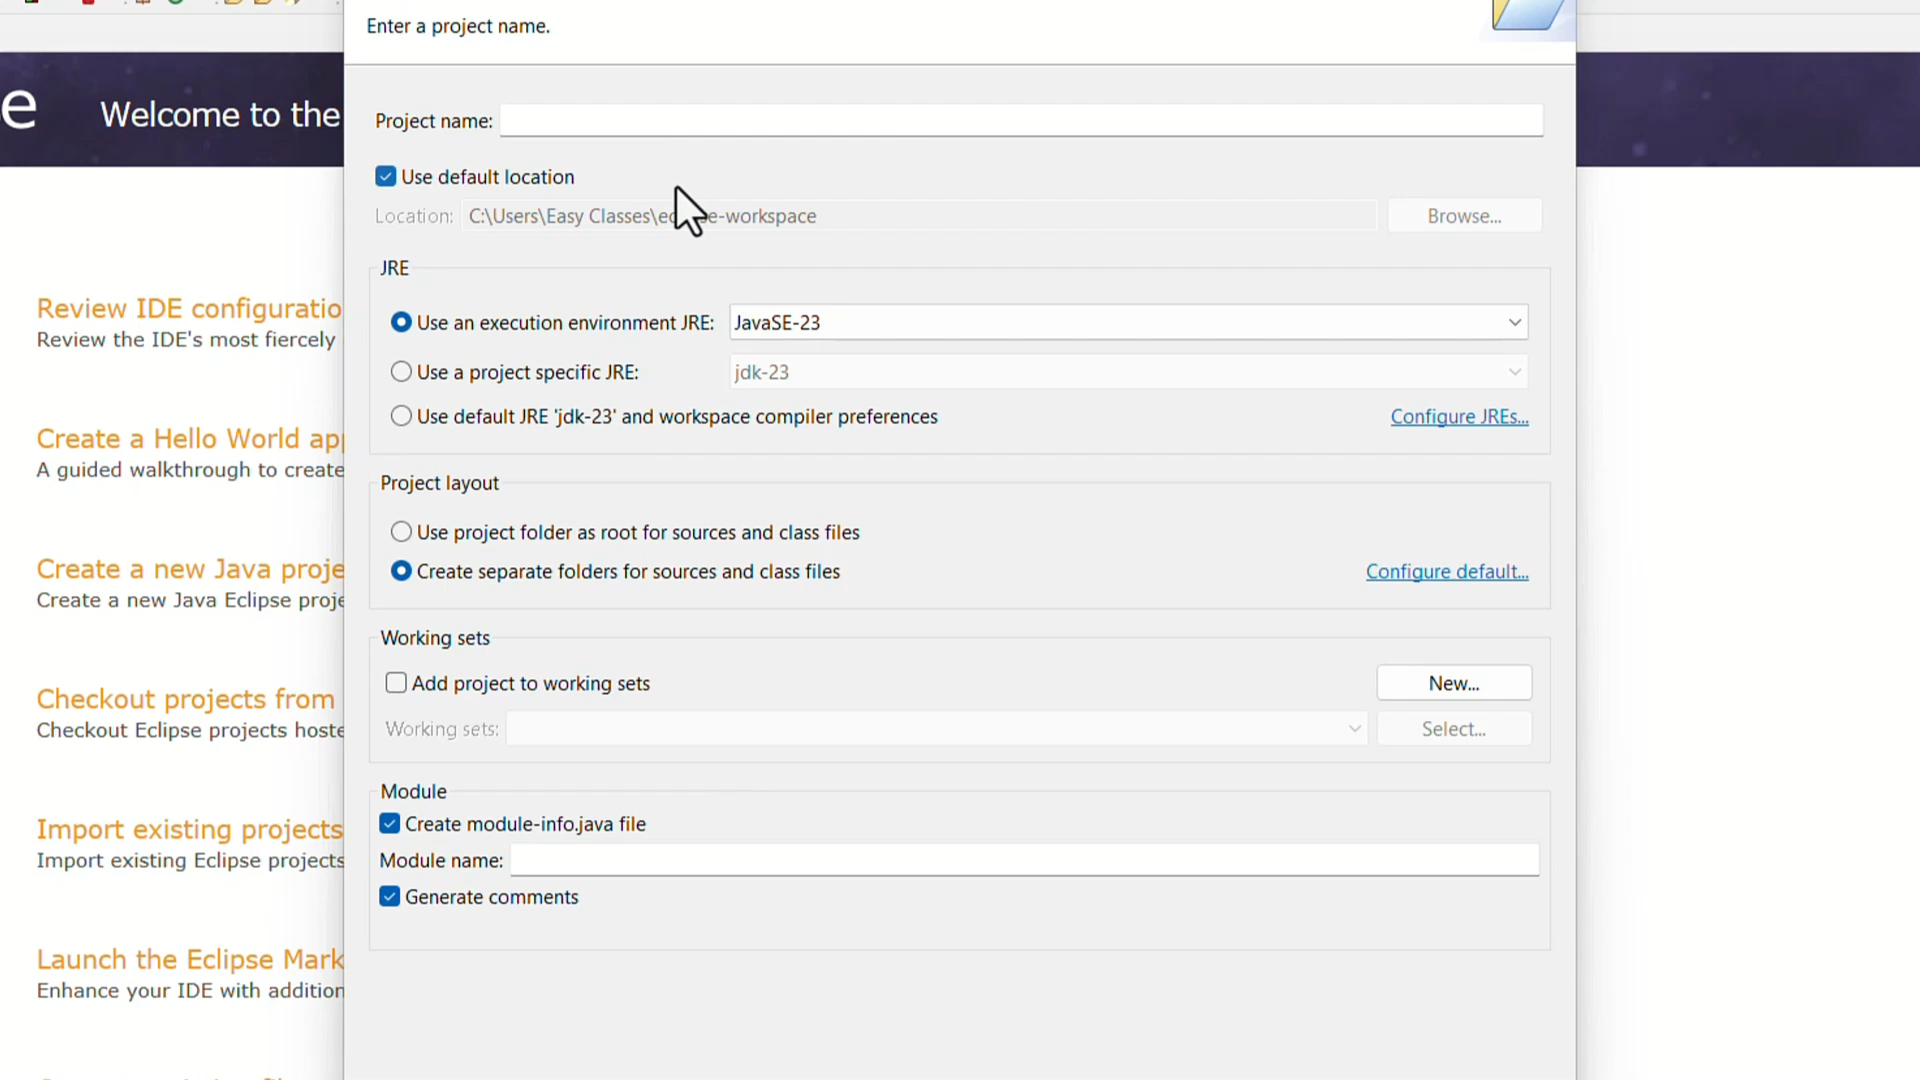 Enter a project name.
e Welcome to the
Project name:
Use default location
Location: C:\Users\Easy Classes\ se-workspace
JRE
Use an execution environment JRE: JavaSE-23
Use a project specific JRE: jdk-23
Use default JRE 'jdk-23' and workspace compiler preferences Configure JREs...
Project layout
Use project folder as root for sources and class files
Create separate folders for sources and class files Configure default...
Working sets
Add project to working sets New...
Working sets: Select...
Module
Create module-info.java file
Module name:
Generate comments
Review IDE configuratio
Review the IDE's most fiercely
Create a Hello World ap
A guided walkthrough to create
Create a new Java proje
Create a new Java Eclipse proje
Checkout projects from
Checkout Eclipse projects hoste
Import existing projects
Import existing Eclipse projects
Launch the Eclipse Mark
Enhance your IDE with addition